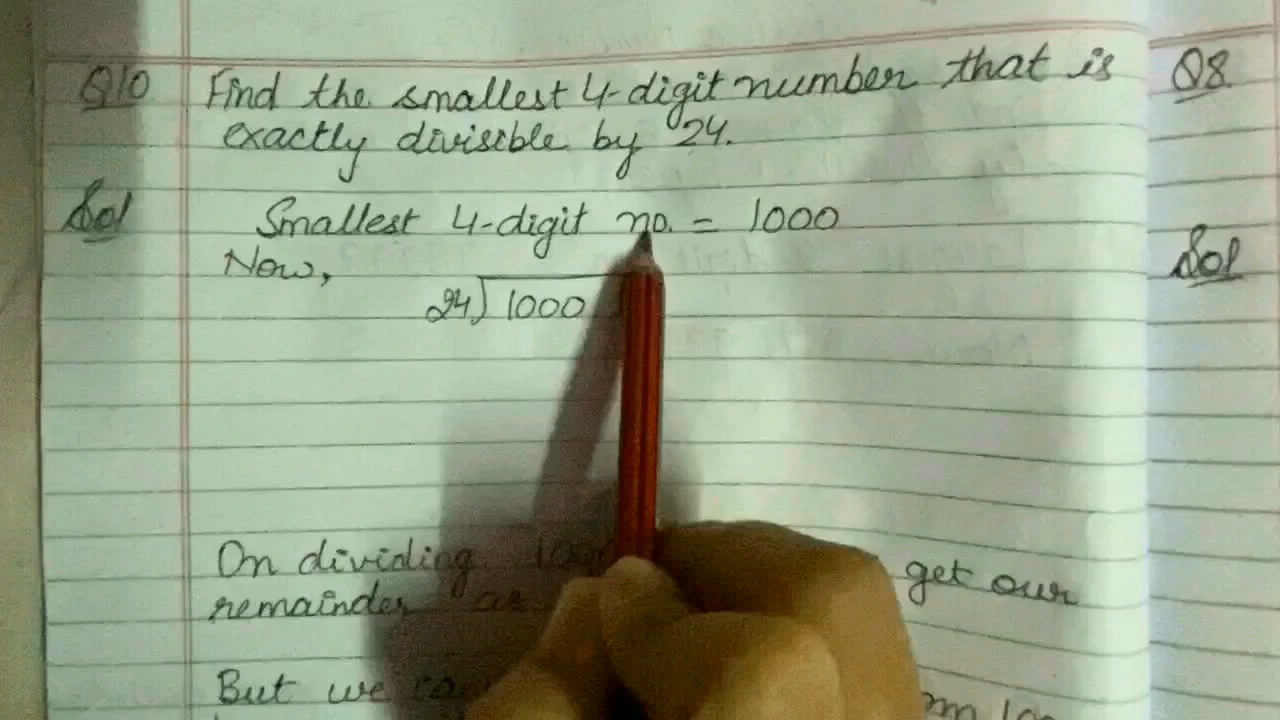 Q10 Find the smallest 4-digit number that is
exactly divisible by 24.
Sol Smallest 4-digit no. = 1000
Now,
24) 1000
On dividing get our
remainder as
But we
Q8
Sol